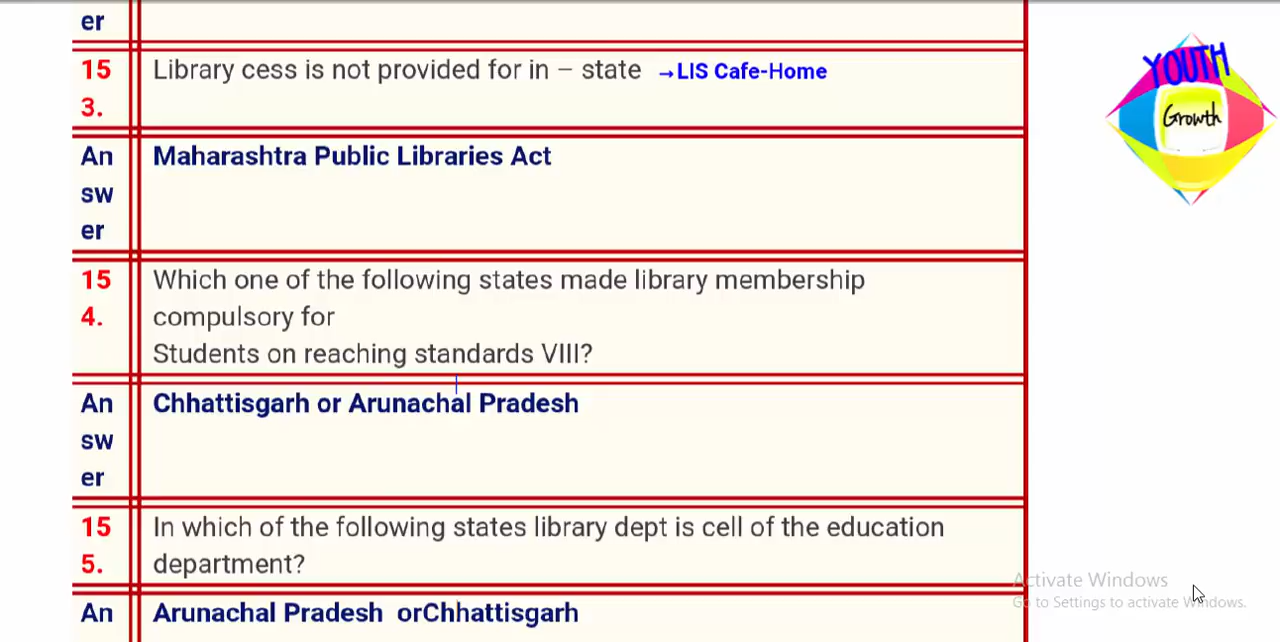 er
15 Library cess is not provided for in – state →LIS Cafe-Home
3.
An Maharashtra Public Libraries Act
sw
er
15 Which one of the following states made library membership
4. compulsory for
Students on reaching standards VIII?
An Chhattisgarh or Arunachal Pradesh
sw
er
15 In which of the following states library dept is cell of the education
5. department?
An Arunachal Pradesh orChhattisgarh
YOUTH
Growth
Activate Windows
Go to Settings to activate Windows.